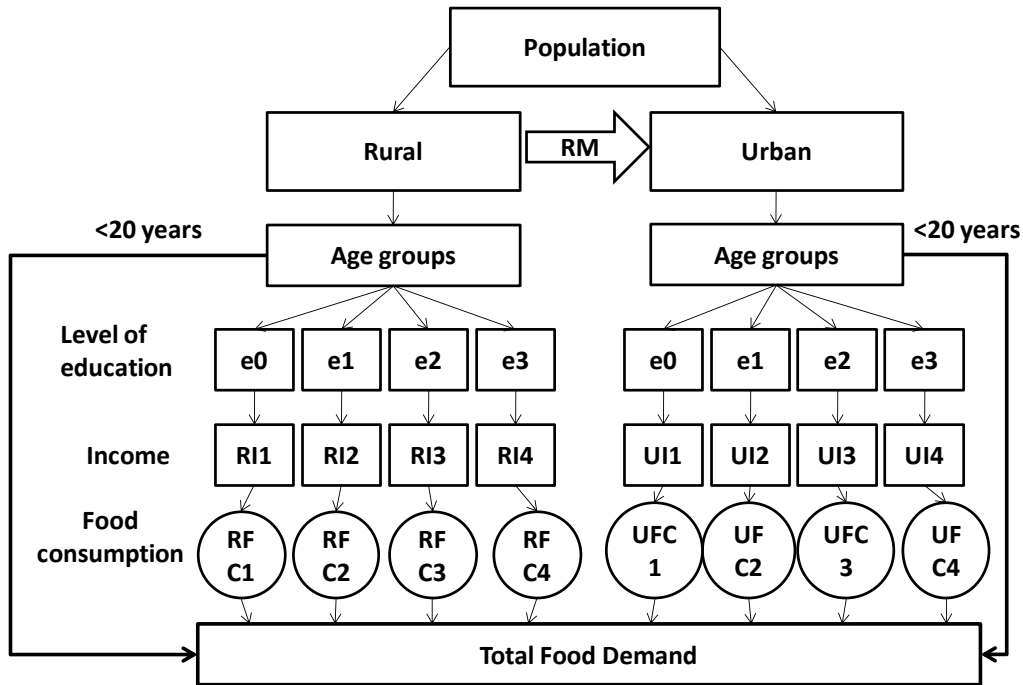 Population
Rural
RM
Urban
<20 years
<20 years
Age groups
Age groups
Level of
education
e0
e1
e2
e3
e0
e1
e2
e3
Income
RI1
RI2
RI3
RI4
UI1
UI2
UI3
UI4
Food
consumption
RF
C1
RF
C2
RF
C3
RF
C4
UFC
1
UF
C2
UFC
3
UF
C4
Total Food Demand